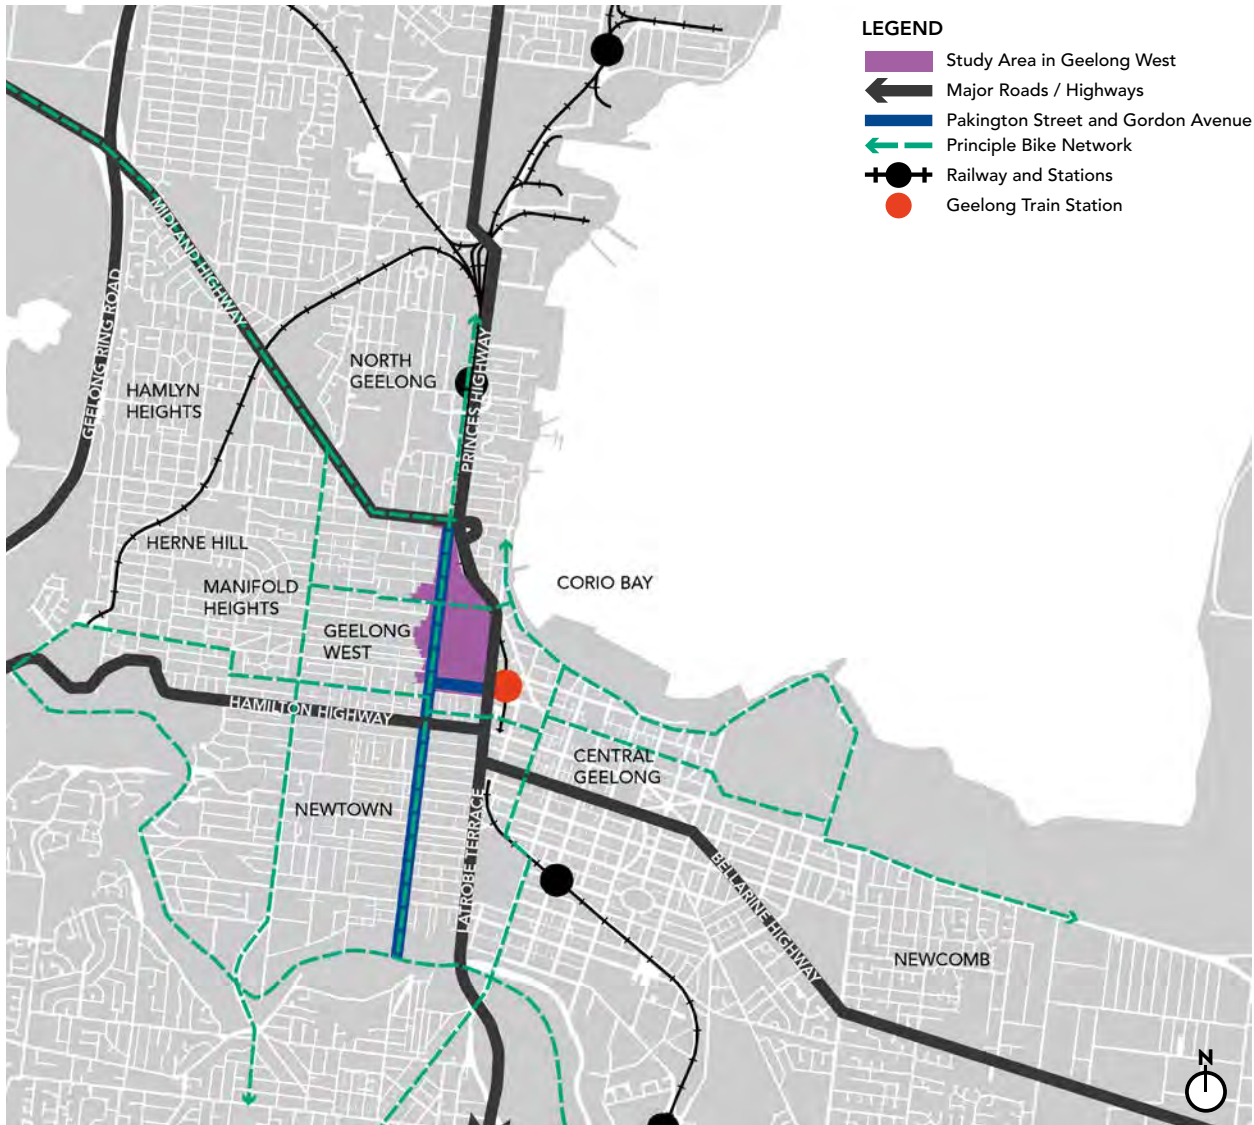 LEGEND
Study Area in Geelong West
Major Roads / Highways
Pakington Street and Gordon Avenue
Principle Bike Network
Railway and Stations
Geelong Train Station
MIDLAND HIGHWAY
GEELONG RING ROAD
NORTH
GEELONG
PRINCES HIGHWAY
HAMLYN
HEIGHTS
HERNE HILL
MANIFOLD
HEIGHTS
CORIO BAY
GEELONG
WEST
HAMILTON HIGHWAY
CENTRAL
GEELONG
NEWTOWN
LATROBE TERRACE
BELLARINE HIGHWAY
NEWCOMB
N